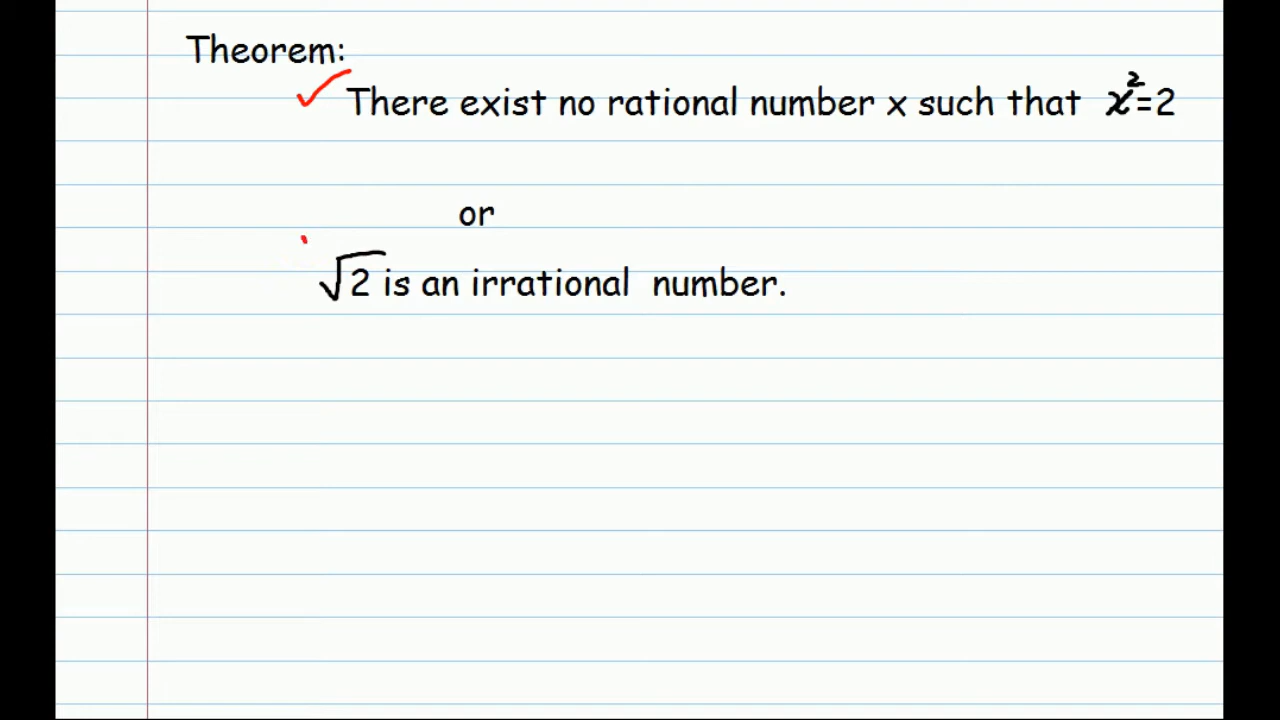 Theorem:
There exist no rational number x such that x²=2
or
√2 is an irrational number.